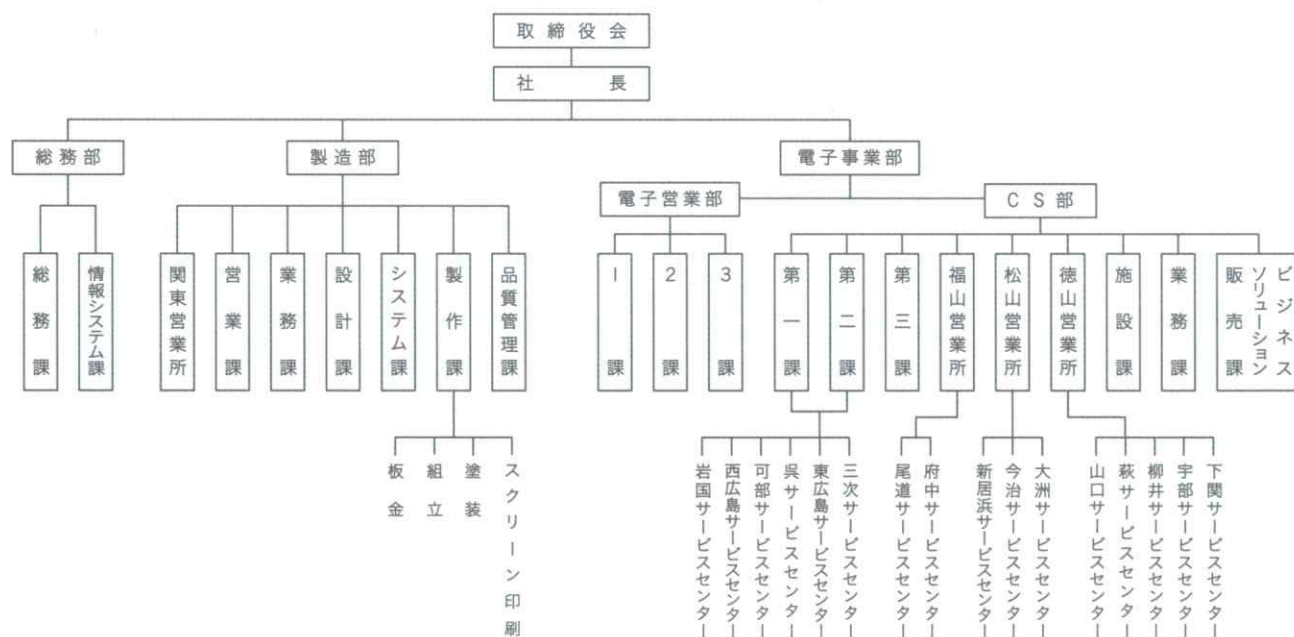 取締役会
社長
総務部
製造部
電子事業部
電子営業部
CS部
総務課
情報システム課
関東営業所
営業課
業務課
設計課
システム課
製作課
品質管理課
1課
2課
3課
第一課
第二課
第三課
福山営業所
松山営業所
徳山営業所
施設課
業務課
ビジネス
ソリューション
販売課
板金
組立
塗装
スクリーン印刷
岩国サービスセンター
西広島サービスセンター
可部サービスセンター
呉サービスセンター
東広島サービスセンター
三次サービスセンター
尾道サービスセンター
府中サービスセンター
新居浜サービスセンター
今治サービスセンター
大洲サービスセンター
山口サービスセンター
萩サービスセンター
柳井サービスセンター
宇部サービスセンター
下関サービスセンター